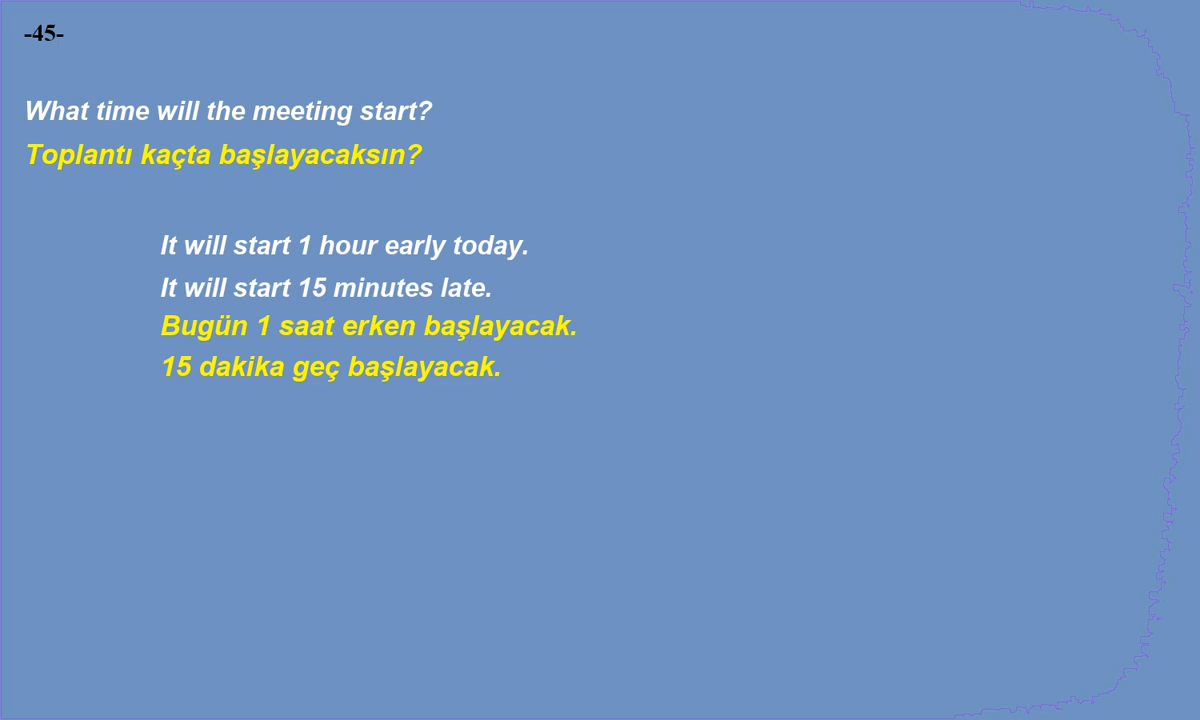 -45-
What time will the meeting start?
Toplantı kaçta başlayacaksın?
It will start 1 hour early today.
It will start 15 minutes late.
Bugün 1 saat erken başlayacak.
15 dakika geç başlayacak.